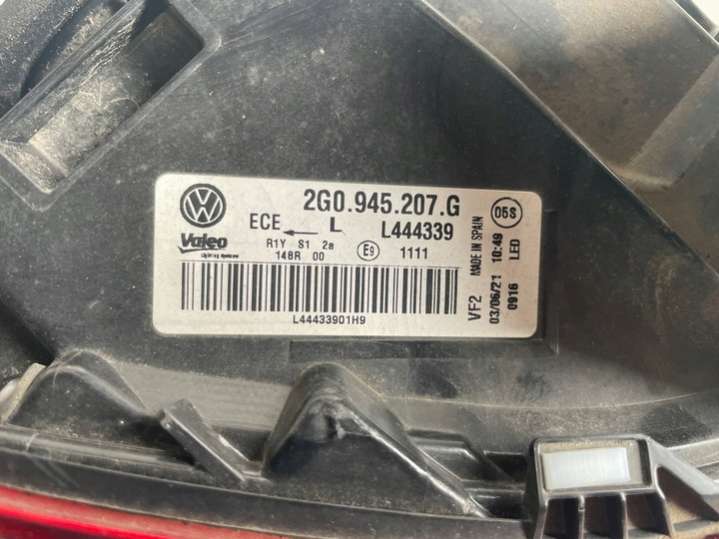 2G0.945.207.G
ECE ← L L444339
Valeo
R1Y S1 2a
148R 00 E9 1111
L44433901H9
05S
VF2 MADE IN SPAIN
03/06/21 10:49
0916 LED